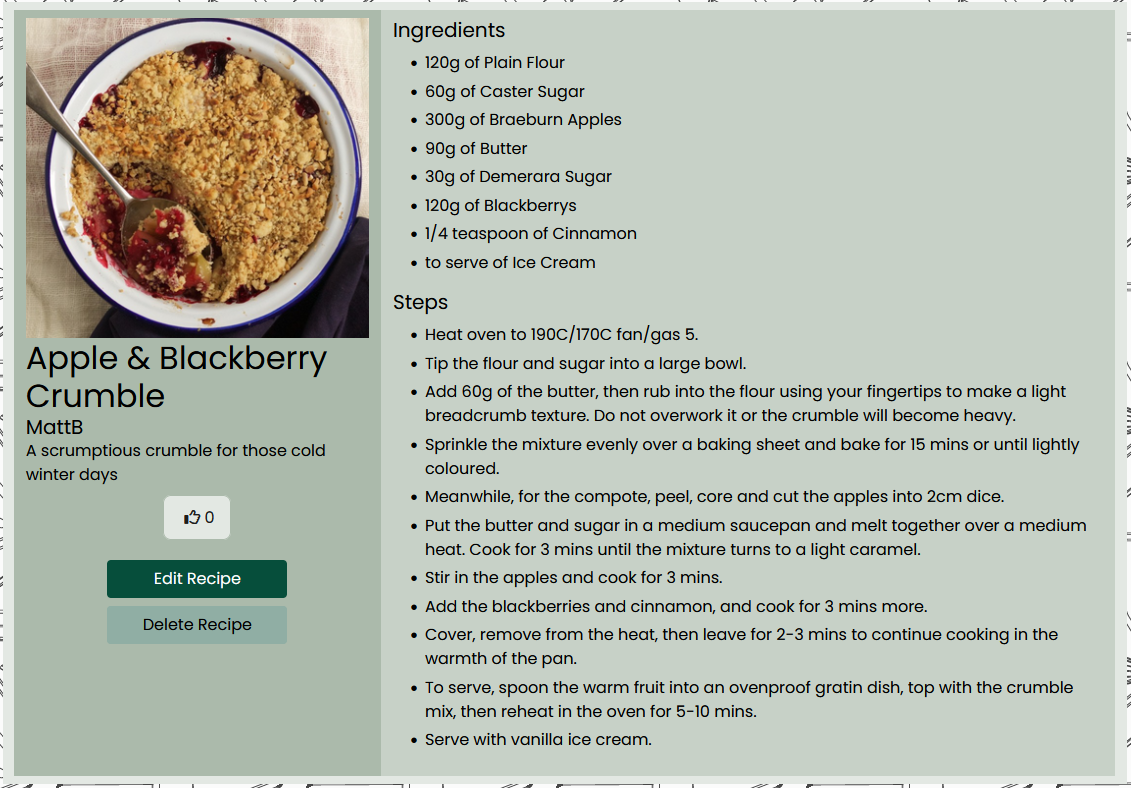 Apple & Blackberry
Crumble
MattB
A scrumptious crumble for those cold
winter days
0
Edit Recipe
Delete Recipe
Ingredients
• 120g of Plain Flour
• 60g of Caster Sugar
• 300g of Braeburn Apples
• 90g of Butter
• 30g of Demerara Sugar
• 120g of Blackberrys
• 1/4 teaspoon of Cinnamon
• to serve of Ice Cream
Steps
• Heat oven to 190C/170C fan/gas 5.
• Tip the flour and sugar into a large bowl.
• Add 60g of the butter, then rub into the flour using your fingertips to make a light
breadcrumb texture. Do not overwork it or the crumble will become heavy.
• Sprinkle the mixture evenly over a baking sheet and bake for 15 mins or until lightly
coloured.
• Meanwhile, for the compote, peel, core and cut the apples into 2cm dice.
• Put the butter and sugar in a medium saucepan and melt together over a medium
heat. Cook for 3 mins until the mixture turns to a light caramel.
• Stir in the apples and cook for 3 mins.
• Add the blackberries and cinnamon, and cook for 3 mins more.
• Cover, remove from the heat, then leave for 2-3 mins to continue cooking in the
warmth of the pan.
• To serve, spoon the warm fruit into an ovenproof gratin dish, top with the crumble
mix, then reheat in the oven for 5-10 mins.
• Serve with vanilla ice cream.